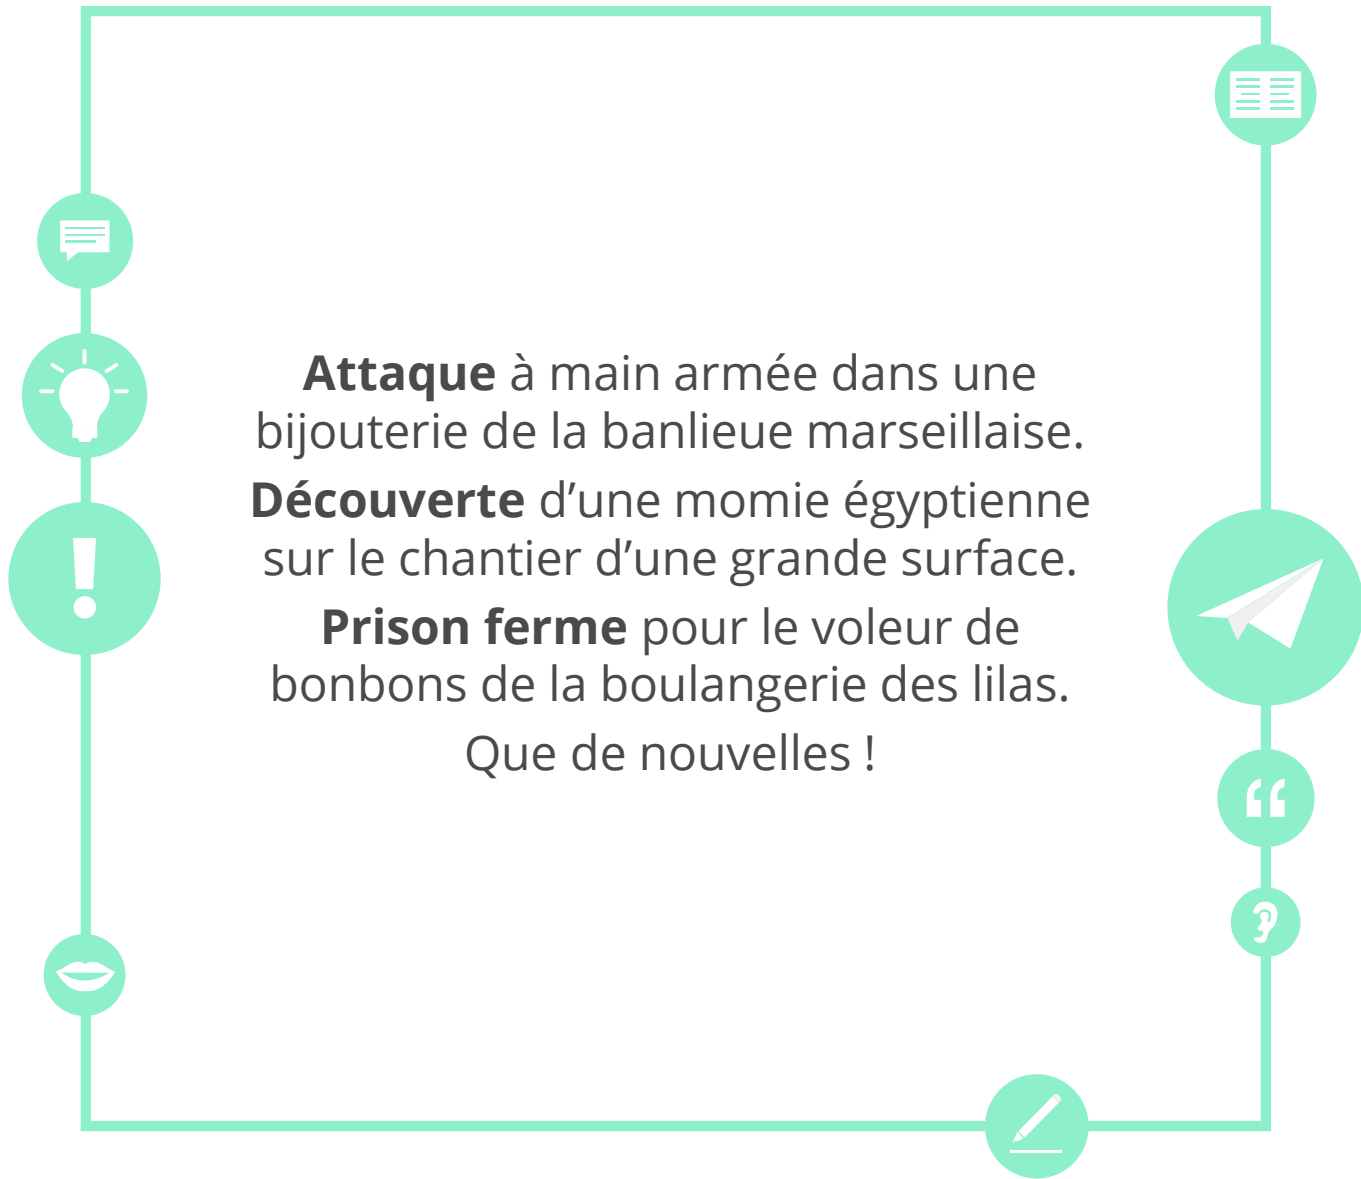 Attaque à main armée dans une
bijouterie de la banlieue marseillaise.
Découverte d’une momie égyptienne
sur le chantier d’une grande surface.
Prison ferme pour le voleur de
bonbons de la boulangerie des lilas.
Que de nouvelles !